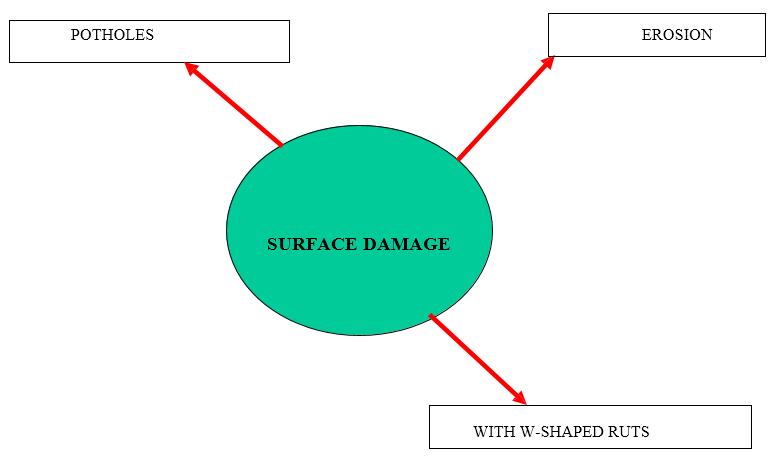 POTHOLES
EROSION
SURFACE DAMAGE
WITH W-SHAPED RUTS